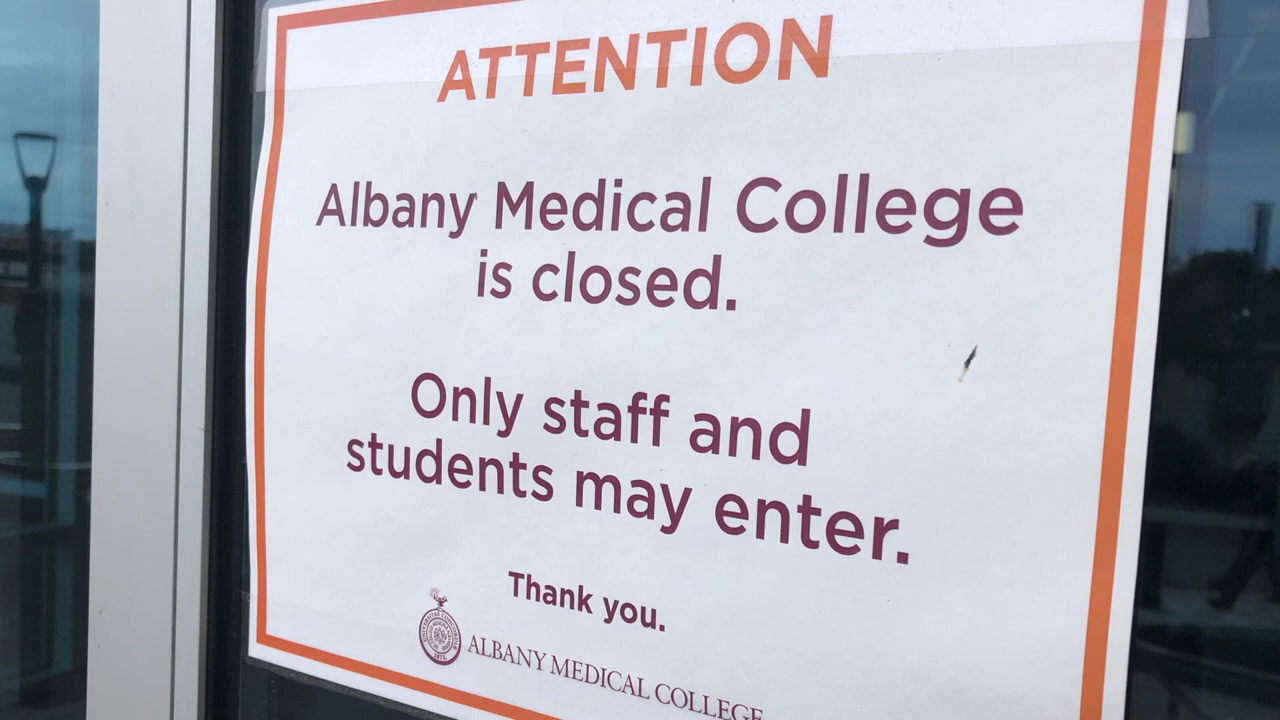 ATTENTION
Albany Medical College
is closed.
Only staff and
students may enter.
Thank you.
ALBANY MEDICAL COLLEGE